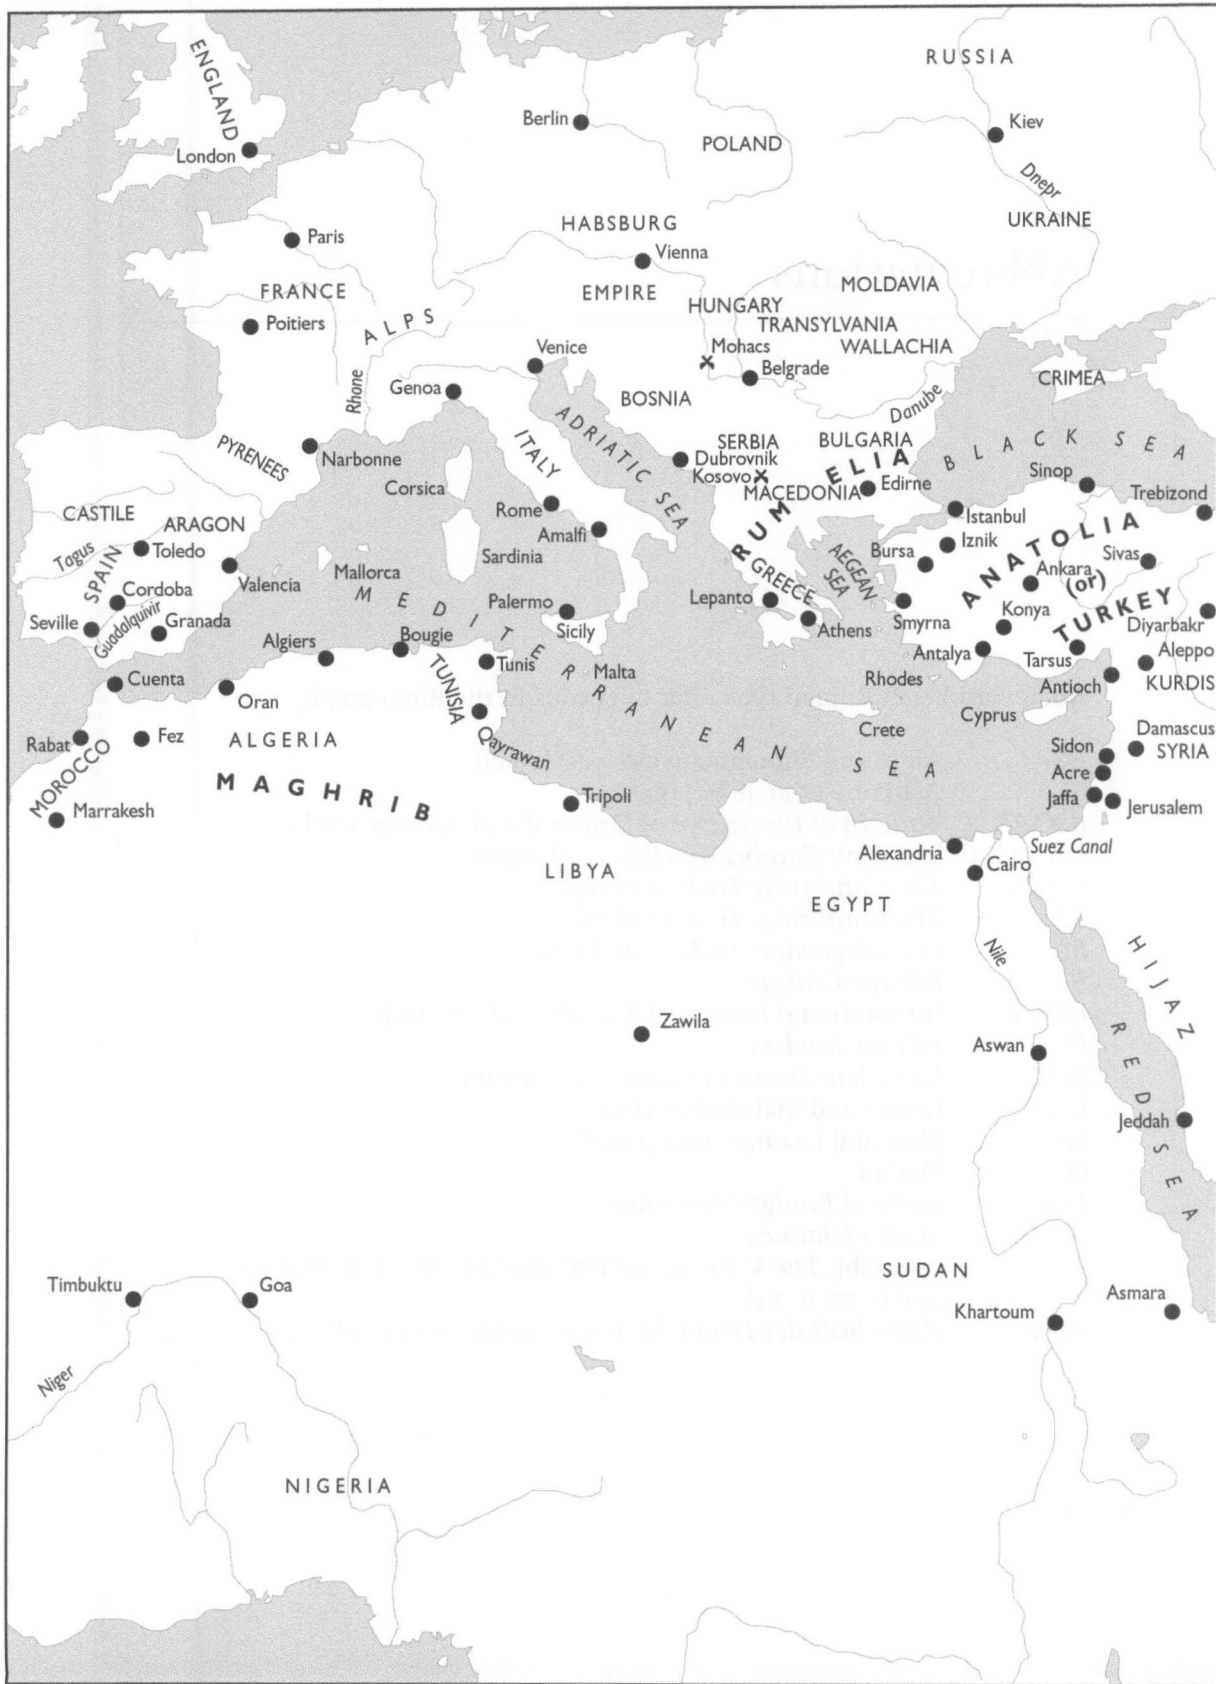 RUSSIA
ENGLAND
Berlin
Kiev
London
POLAND
Dnepr
HABSBURG
UKRAINE
Paris
Vienna
FRANCE
EMPIRE
MOLDAVIA
HUNGARY
ALPS
Poitiers
TRANSYLVANIA
Mohacs
WALLACHIA
Venice
Belgrade
Rhone
Genoa
CRIMEA
BOSNIA
Danube
ADRIATIC SEA
ITALY
SERBIA
BULGARIA
BLACK SEA
PYRENEES
Narbonne
Dubrovnik
Kosovo
RUM ELIA
Sinop
Corsica
MACEDONIA
Edirne
Trebizond
CASTILE
ARAGON
Rome
Istanbul
Amalfi
Iznik
Tagus
Toledo
SPAIN
Sardinia
AEGEAN
SEA
Bursa
ANATOLIA
Sivas
Valencia
Mallorca
GREECE
Ankara
(or)
Cordoba
MEDITERRANEAN SEA
Palermo
Lepanto
Smyrna
Konya
TURKEY
Seville
Guadalquivir
Granada
Bougie
Sicily
Athens
Diyarbakr
Algiers
TUNISIA
Tunis
Antalya
Tarsus
Aleppo
Malta
Rhodes
Antioch
KURDIS
Cuenta
Oran
Cyprus
Crete
Damascus
Rabat
Fez
ALGERIA
Qayrawan
Sidon
SYRIA
MOROCCO
MAGHRIB
Acre
Marrakesh
Tripoli
Jaffa
Jerusalem
Alexandria
Suez Canal
LIBYA
Cairo
EGYPT
HIJAZ
Nile
Zawila
Aswan
RED SEA
Jeddah
SUDAN
Timbuktu
Goa
Asmara
Khartoum
Niger
NIGERIA